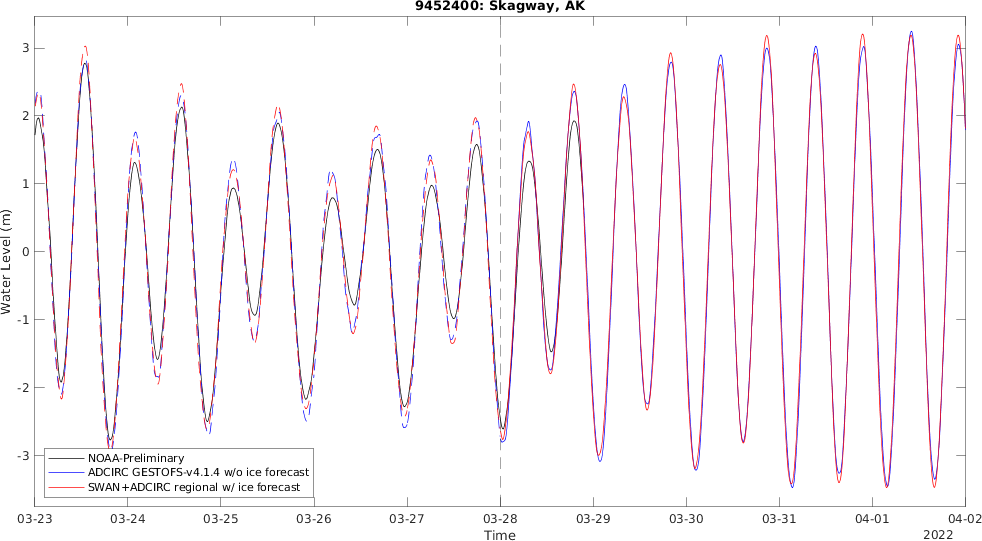 9452400: Skagway, AK
Water Level (m)
3
2
1
0
-1
-2
-3
NOAA-Preliminary
ADCIRC GESTOFS-v4.1.4 w/o ice forecast
SWAN+ADCIRC regional w/ ice forecast
03-23 03-24 03-25 03-26 03-27 03-28 03-29 03-30 03-31 04-01 04-02
Time
2022